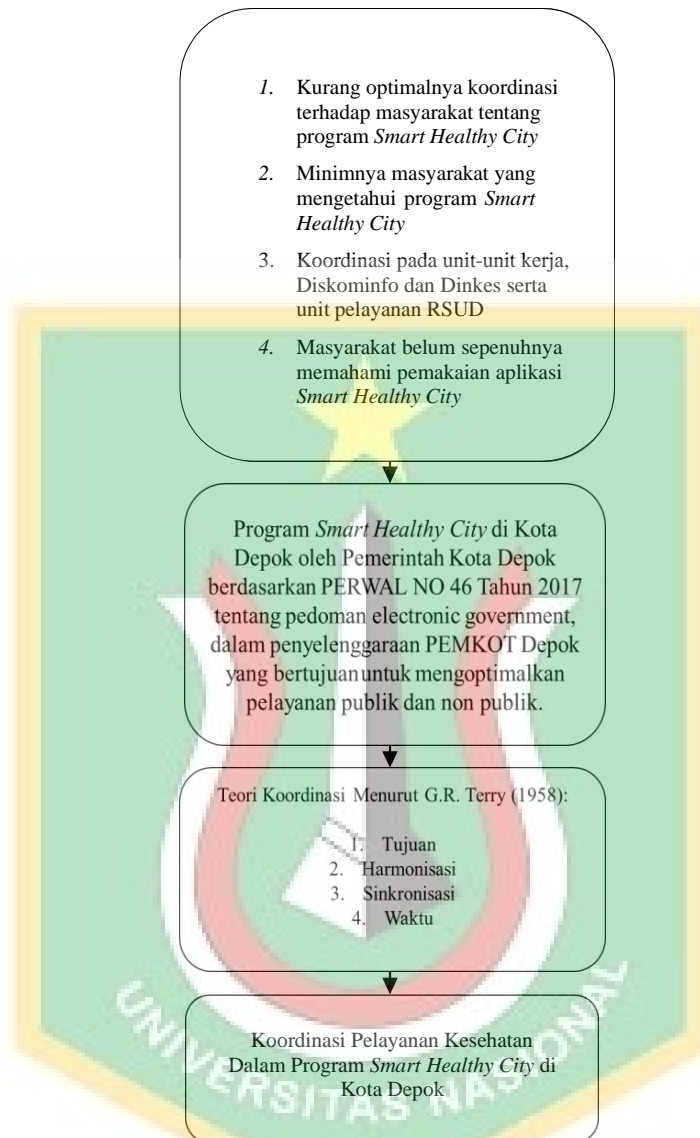 1. Kurang optimalnya koordinasi
terhadap masyarakat tentang
program Smart Healthy City
2. Minimnya masyarakat yang
mengetahui program Smart
Healthy City
3. Koordinasi pada unit-unit kerja,
Diskominfo dan Dinkes serta
unit pelayanan RSUD
4. Masyarakat belum sepenuhnya
memahami pemakaian aplikasi
Smart Healthy City
Program Smart Healthy City di Kota
Depok oleh Pemerintah Kota Depok
berdasarkan PERWAL NO 46 Tahun 2017
tentang pedoman electronic government,
dalam penyelenggaraan PEMKOT Depok
yang bertujuan untuk mengoptimalkan
pelayanan publik dan non publik.
Teori Koordinasi Menurut G.R. Terry (1958):
1. Tujuan
2. Harmonisasi
3. Sinkronisasi
4. Waktu
Koordinasi Pelayanan Kesehatan
Dalam Program Smart Healthy City di
Kota Depok
UNIVERSITAS NASIONAL